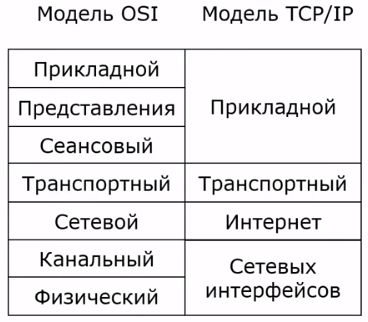 Модель OSI Модель TCP/IP
Прикладной
Представления
Сеансовый
Прикладной
Транспортный Транспортный
Сетевой Интернет
Канальный
Физический
Сетевых
интерфейсов